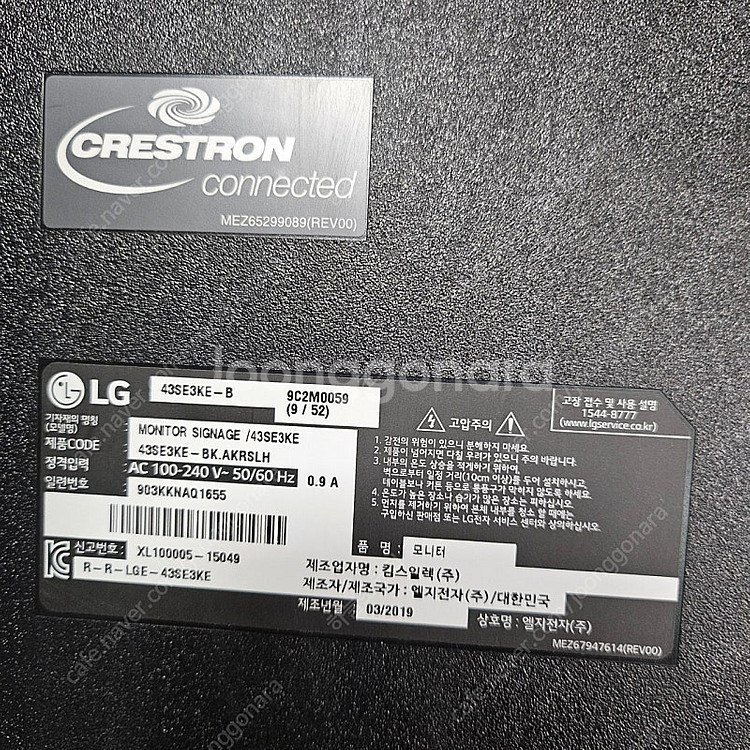 CRESTRON
connected
MEZ65299089(REV00)
LG
43SE3KE-B
9C2M0059
(9 / 52)
기자재의 명칭
(모델명)
MONITOR SIGNAGE /43SE3KE
제품CODE
43SE3KE-BK.AKRSLH
정격입력
AC 100-240 V~ 50/60 Hz
0.9 A
일련번호
903KKNAQ1655
신고번호:
XL100005-15049
R-R-LGE-43SE3KE
고압주의
1. 감전의 위험이 있으니 분해하지 마세요.
2. 제품이 넘어지면 다칠 우려가 있으니 바르게 설치하세요.
3. 내부의 온도 상승을 적게하기 위하여,
벽으로부터 일정 거리(10cm 이상)를 두어 설치하시고,
테이블보나 커튼 등으로 통풍구가 막히지 않도록 하세요.
4. 온도가 높은 장소나 습기가 많은 장소는 피하십시오.
5. 먼지를 제거하기 위하여 본체 내부를 청소 할 때에는
구입하신 판매점 또는 LG전자 서비스 센터와 상의하십시오.
고장 접수 및 사용 설명
1544-8777
(www.lgservice.co.kr)
품 명 :
모니터
제조업자명 : 킴스일렉(주)
제조자/제조국가: 엘지전자(주)/대한민국
제조년월
03/2019
상호명 : 엘지전자(주)
MEZ67947614(REV00)
joonggonara
cafe.naver.com/joonggonara